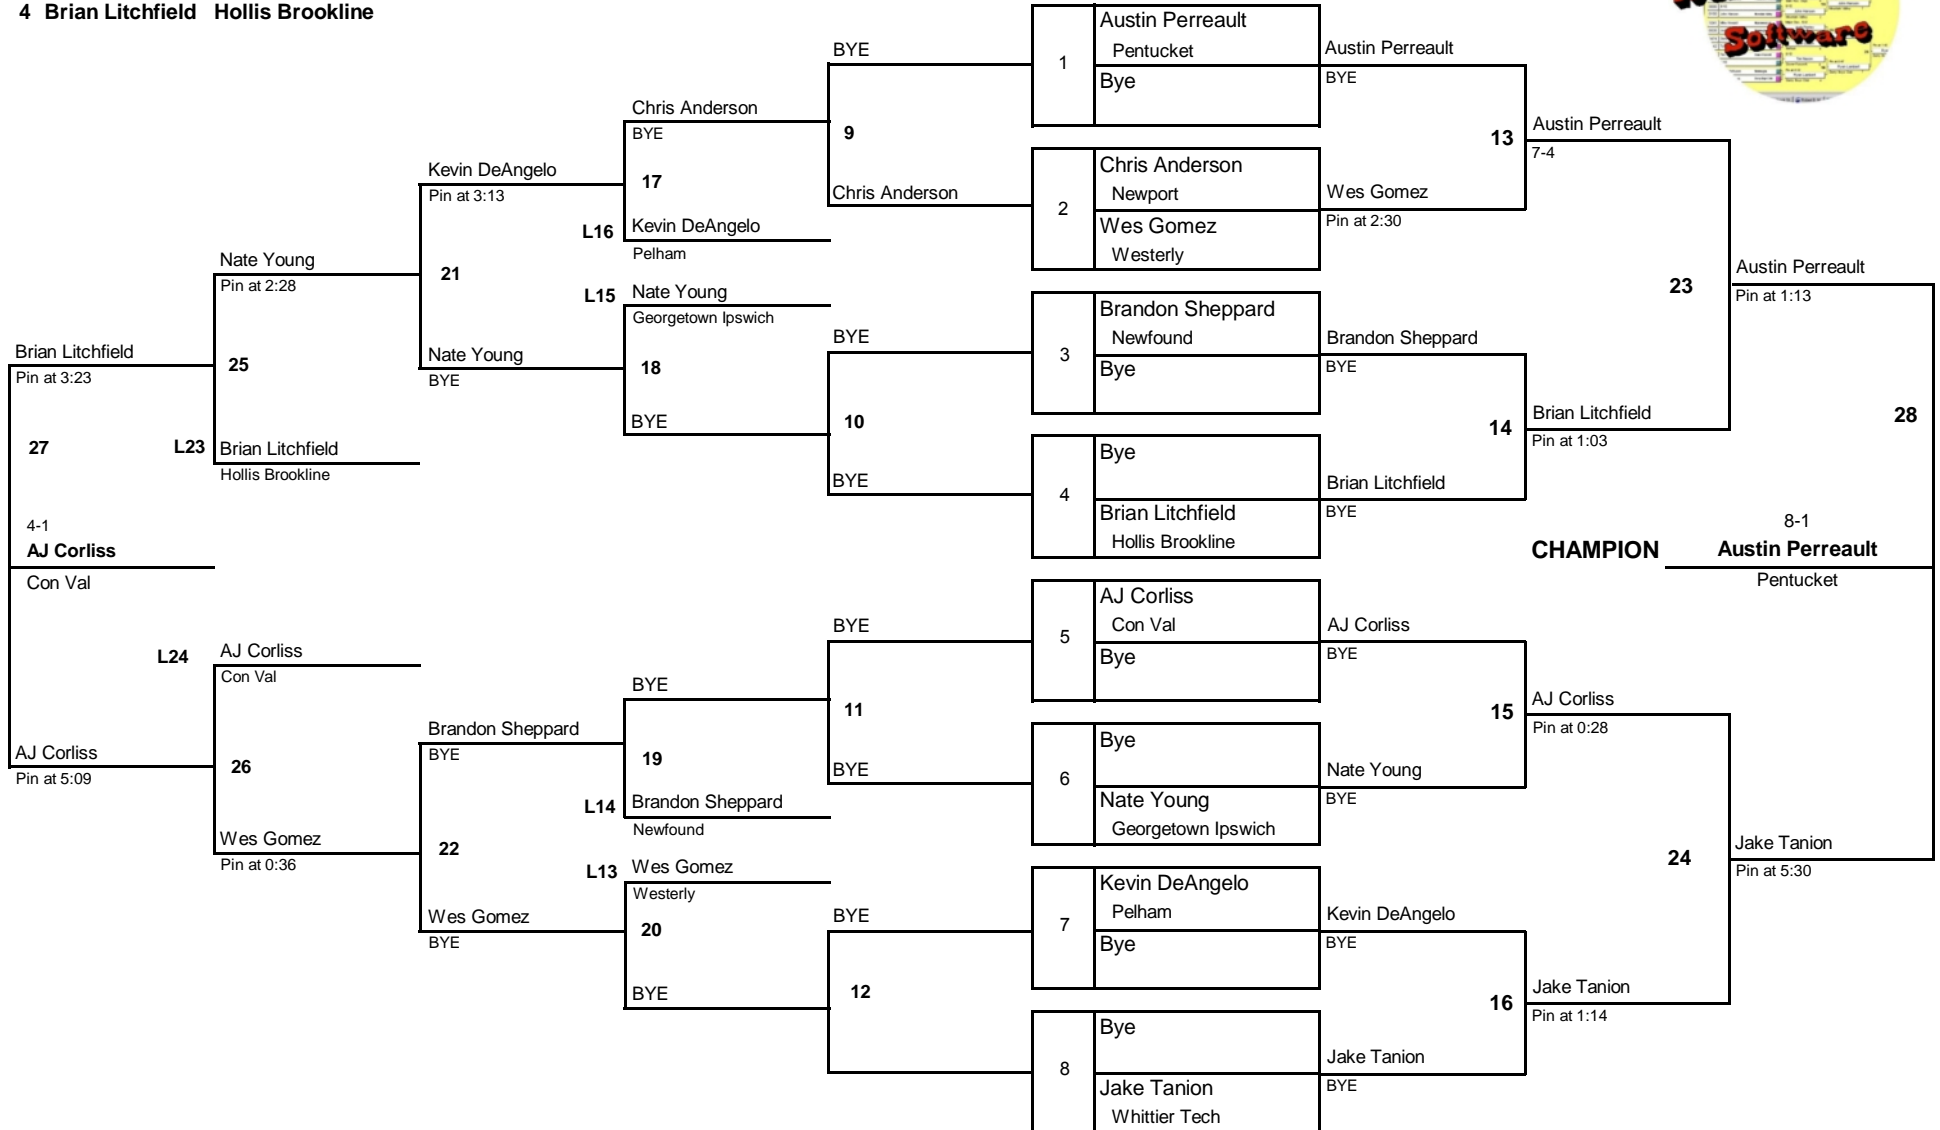 4 Brian Litchfield Hollis Brookline
Software
BYE
Chris Anderson
BYE
9
Kevin DeAngelo
Pin at 3:13
17
Chris Anderson
L16 Kevin DeAngelo
Pelham
Nate Young
Pin at 2:28
21
L15 Nate Young
Georgetown Ipswich
BYE
Brian Litchfield
Pin at 3:23
25
Nate Young
BYE
18
BYE
10
27
L23 Brian Litchfield
Hollis Brookline
BYE
4-1
AJ Corliss
Con Val
L24 AJ Corliss
Con Val
BYE
BYE
11
Brandon Sheppard
BYE
19
BYE
AJ Corliss
Pin at 5:09
26
L14 Brandon Sheppard
Newfound
Wes Gomez
Pin at 0:36
22
L13 Wes Gomez
Westerly
Wes Gomez
BYE
20
BYE
BYE
12
1
Austin Perreault
Pentucket
Bye
2
Chris Anderson
Newport
Wes Gomez
Westerly
3
Brandon Sheppard
Newfound
Bye
4
Bye
Brian Litchfield
Hollis Brookline
5
AJ Corliss
Con Val
Bye
6
Bye
Nate Young
Georgetown Ipswich
7
Kevin DeAngelo
Pelham
Bye
8
Bye
Jake Tanion
Whittier Tech
Austin Perreault
BYE
13
Wes Gomez
Pin at 2:30
Brandon Sheppard
BYE
14
Brian Litchfield
BYE
AJ Corliss
BYE
15
Nate Young
BYE
Kevin DeAngelo
BYE
16
Jake Tanion
BYE
Austin Perreault
7-4
23
Brian Litchfield
Pin at 1:03
AJ Corliss
Pin at 0:28
24
Jake Tanion
Pin at 1:14
Austin Perreault
Pin at 1:13
28
8-1
CHAMPION Austin Perreault
Pentucket
Jake Tanion
Pin at 5:30